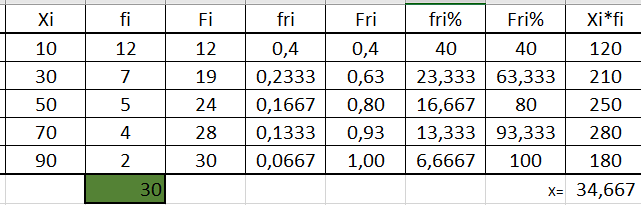 Xi fi Fi fri Fri fri% Fri% Xi*fi
10 12 12 0,4 0,4 40 40 120
30 7 19 0,2333 0,63 23,333 63,333 210
50 5 24 0,1667 0,80 16,667 80 250
70 4 28 0,1333 0,93 13,333 93,333 280
90 2 30 0,0667 1,00 6,6667 100 180
30 x= 34,667